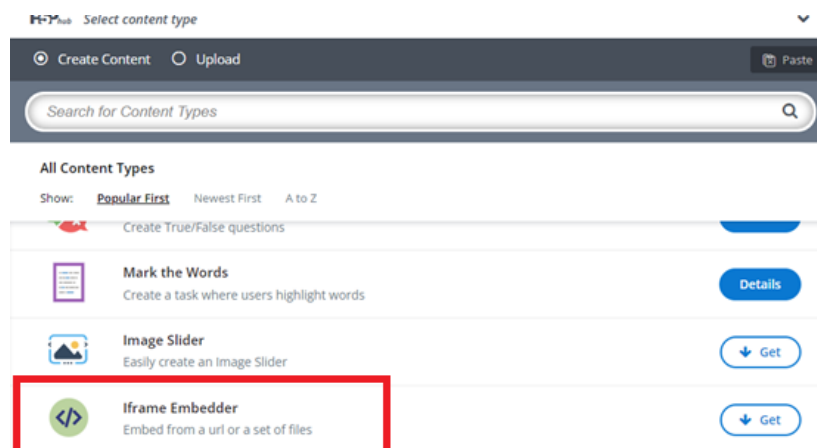 H-P hub Select content type
Create Content Upload Paste
Search for Content Types
All Content Types
Show: Popular First Newest First A to Z
Create True/False questions
Mark the Words
Create a task where users highlight words
Details
Image Slider
Easily create an Image Slider
Get
Iframe Embedder
Embed from a url or a set of files
Get